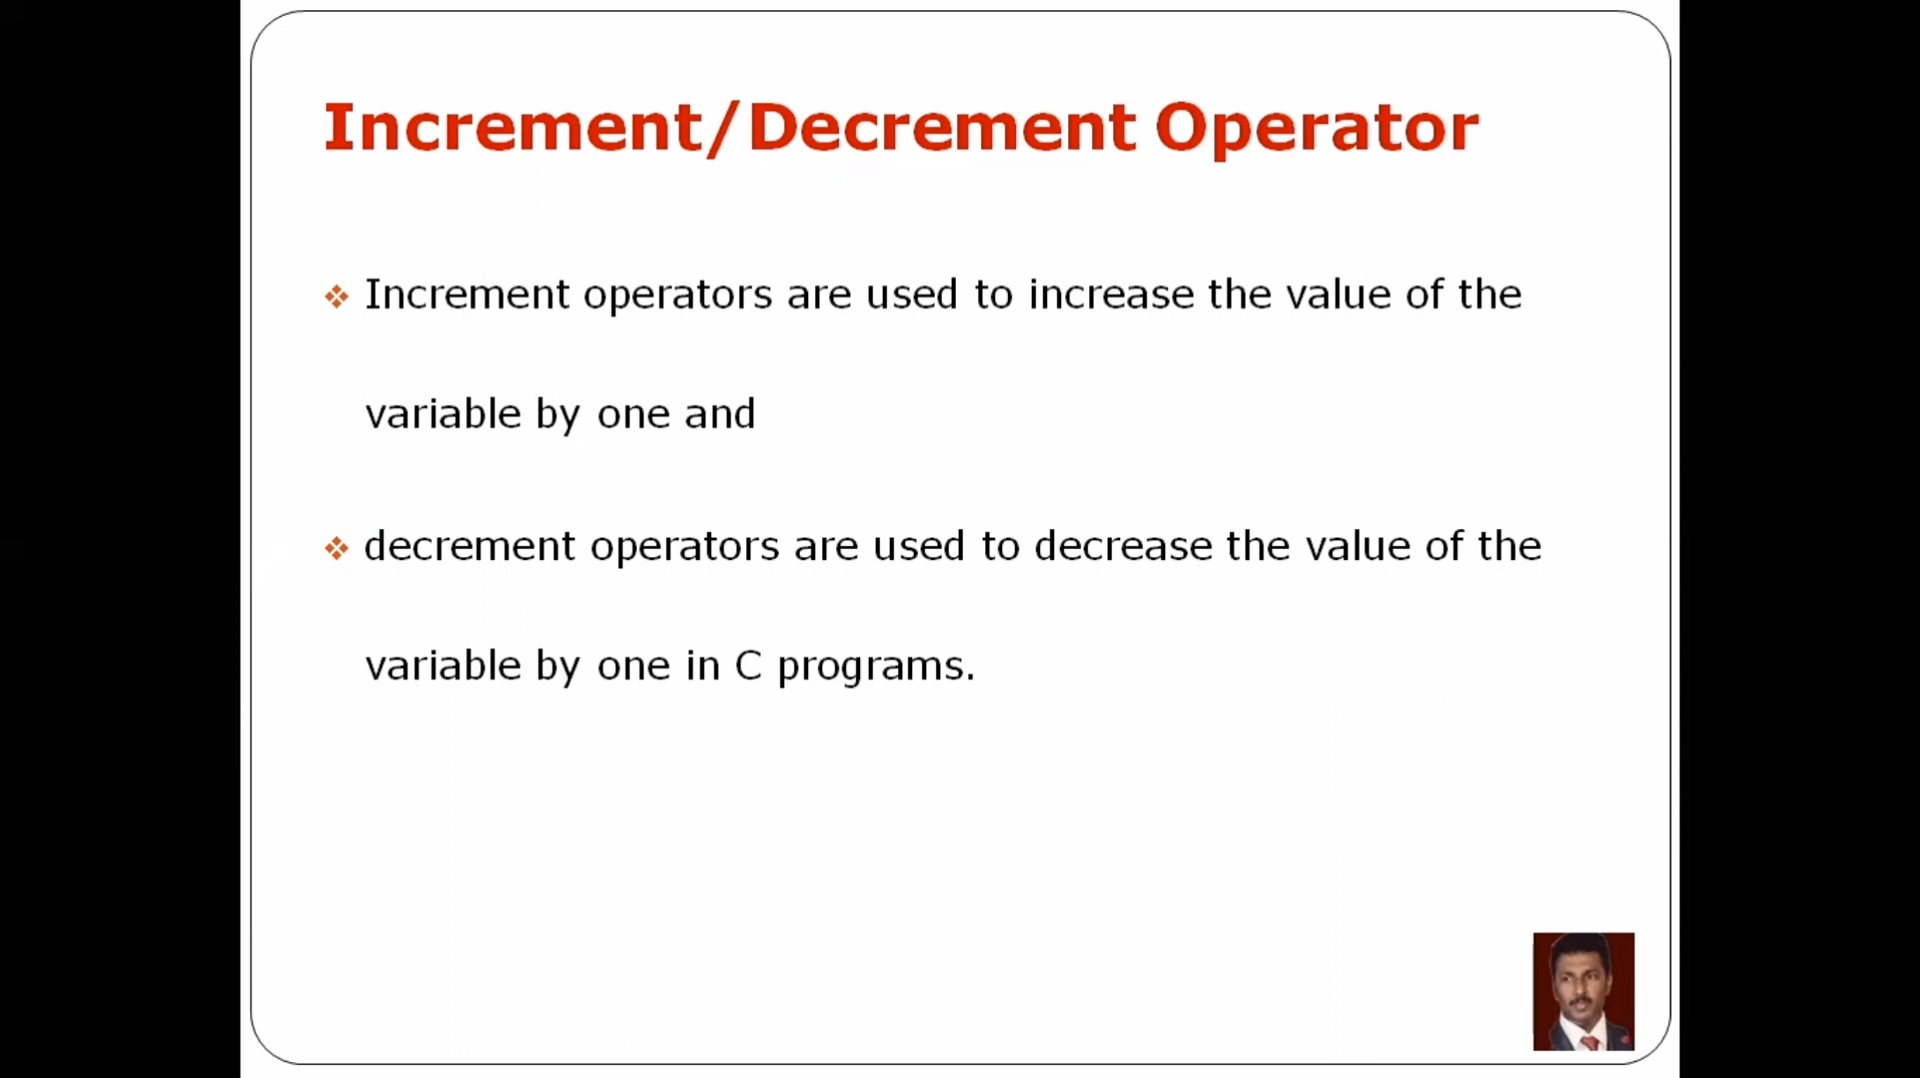 Increment/Decrement Operator
Increment operators are used to increase the value of the
variable by one and
decrement operators are used to decrease the value of the
variable by one in C programs.